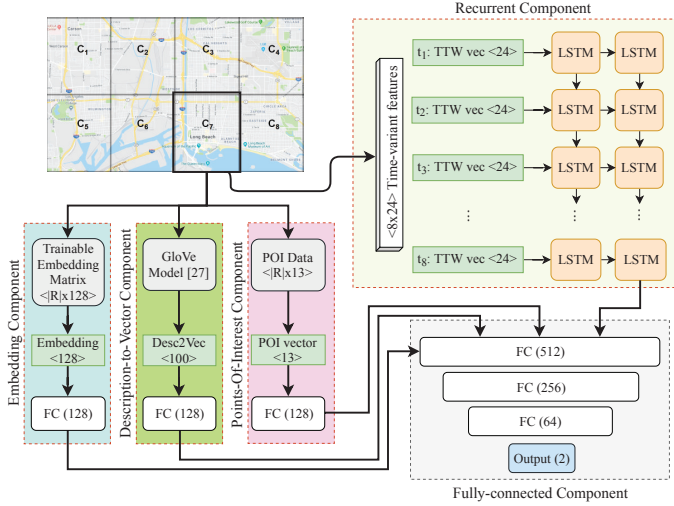 Recurrent Component
C1
C2
C3
C4
C5
C6
C7
C8
Long Beach
<8x24> Time-variant features
t1: TTW vec <24>
LSTM
LSTM
t2: TTW vec <24>
LSTM
LSTM
t3: TTW vec <24>
LSTM
LSTM
...
...
...
t8: TTW vec <24>
LSTM
LSTM
Embedding Component
Trainable
Embedding
Matrix
<|R|x128>
Embedding
<128>
FC (128)
Description-to-Vector Component
GloVe
Model [27]
Desc2Vec
<100>
FC (128)
Points-Of-Interest Component
POI Data
<|R|x13>
POI vector
<13>
FC (128)
FC (512)
FC (256)
FC (64)
Output (2)
Fully-connected Component